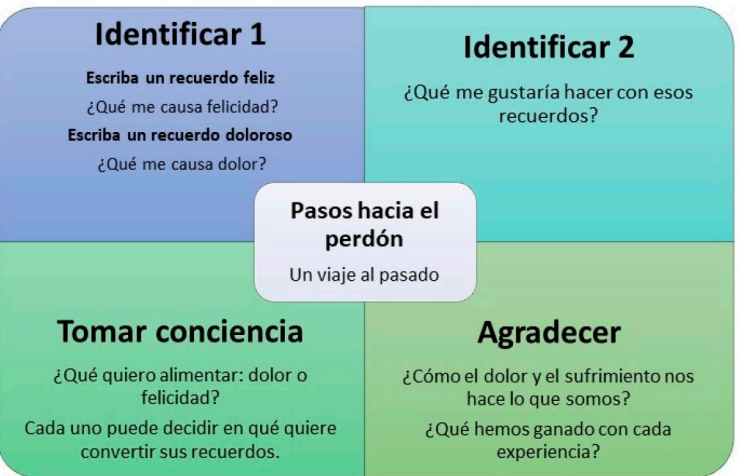 Identificar 1
Escriba un recuerdo feliz
¿Qué me causa felicidad?
Escriba un recuerdo doloroso
¿Qué me causa dolor?
Identificar 2
¿Qué me gustaría hacer con esos
recuerdos?
Pasos hacia el
perdón
Un viaje al pasado
Tomar conciencia
¿Qué quiero alimentar: dolor o
felicidad?
Cada uno puede decidir en qué quiere
convertir sus recuerdos.
Agradecer
¿Cómo el dolor y el sufrimiento nos
hace lo que somos?
¿Qué hemos ganado con cada
experiencia?